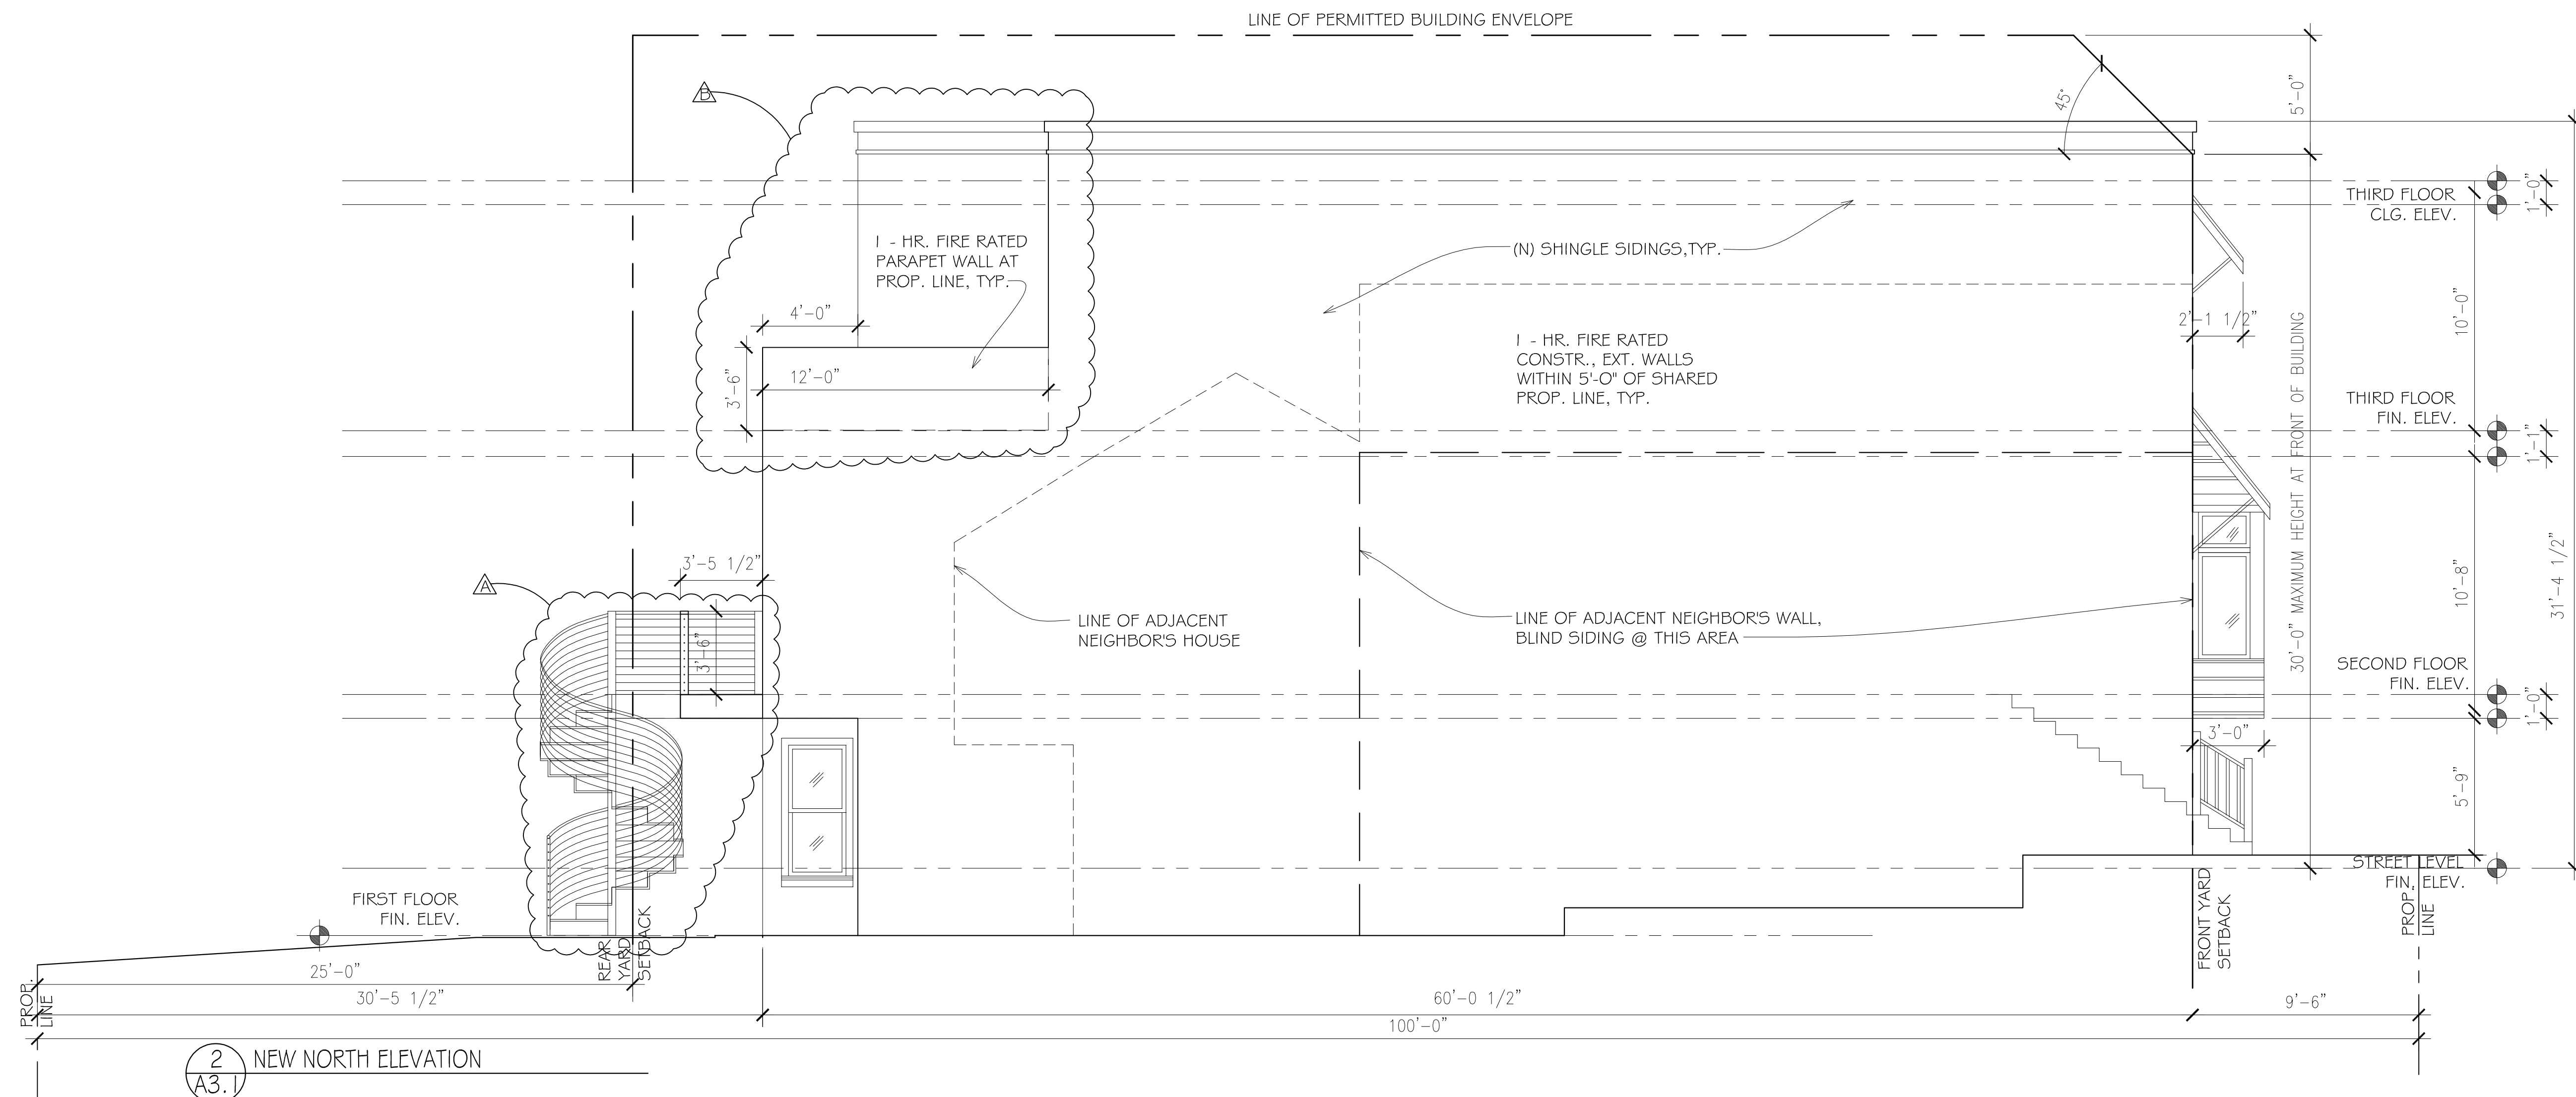 LINE OF PERMITTED BUILDING ENVELOPE
B
45°
5'-0"
THIRD FLOOR
CLG. ELEV.
1'-0"
1 - HR. FIRE RATED
PARAPET WALL AT
PROP. LINE, TYP.
(N) SHINGLE SIDINGS,TYP.
4'-0"
2'-1 1/2"
10'-0"
1 - HR. FIRE RATED
CONSTR., EXT. WALLS
WITHIN 5'-0" OF SHARED
PROP. LINE, TYP.
3'-6"
12'-0"
30'-0" MAXIMUM HEIGHT AT FRONT OF BUILDING
THIRD FLOOR
FIN. ELEV.
1'-1"
A
3'-5 1/2"
3'-6"
LINE OF ADJACENT
NEIGHBOR'S HOUSE
LINE OF ADJACENT NEIGHBOR'S WALL,
BLIND SIDING @ THIS AREA
10'-8"
31'-4 1/2"
SECOND FLOOR
FIN. ELEV.
1'-0"
3'-0"
5'-9"
STREET LEVEL
FIN. ELEV.
FIRST FLOOR
FIN. ELEV.
REAR
YARD
SETBACK
FRONT YARD
SETBACK
PROP.
LINE
PROP.
LINE
25'-0"
30'-5 1/2"
60'-0 1/2"
9'-6"
100'-0"
2
A3.1
NEW NORTH ELEVATION